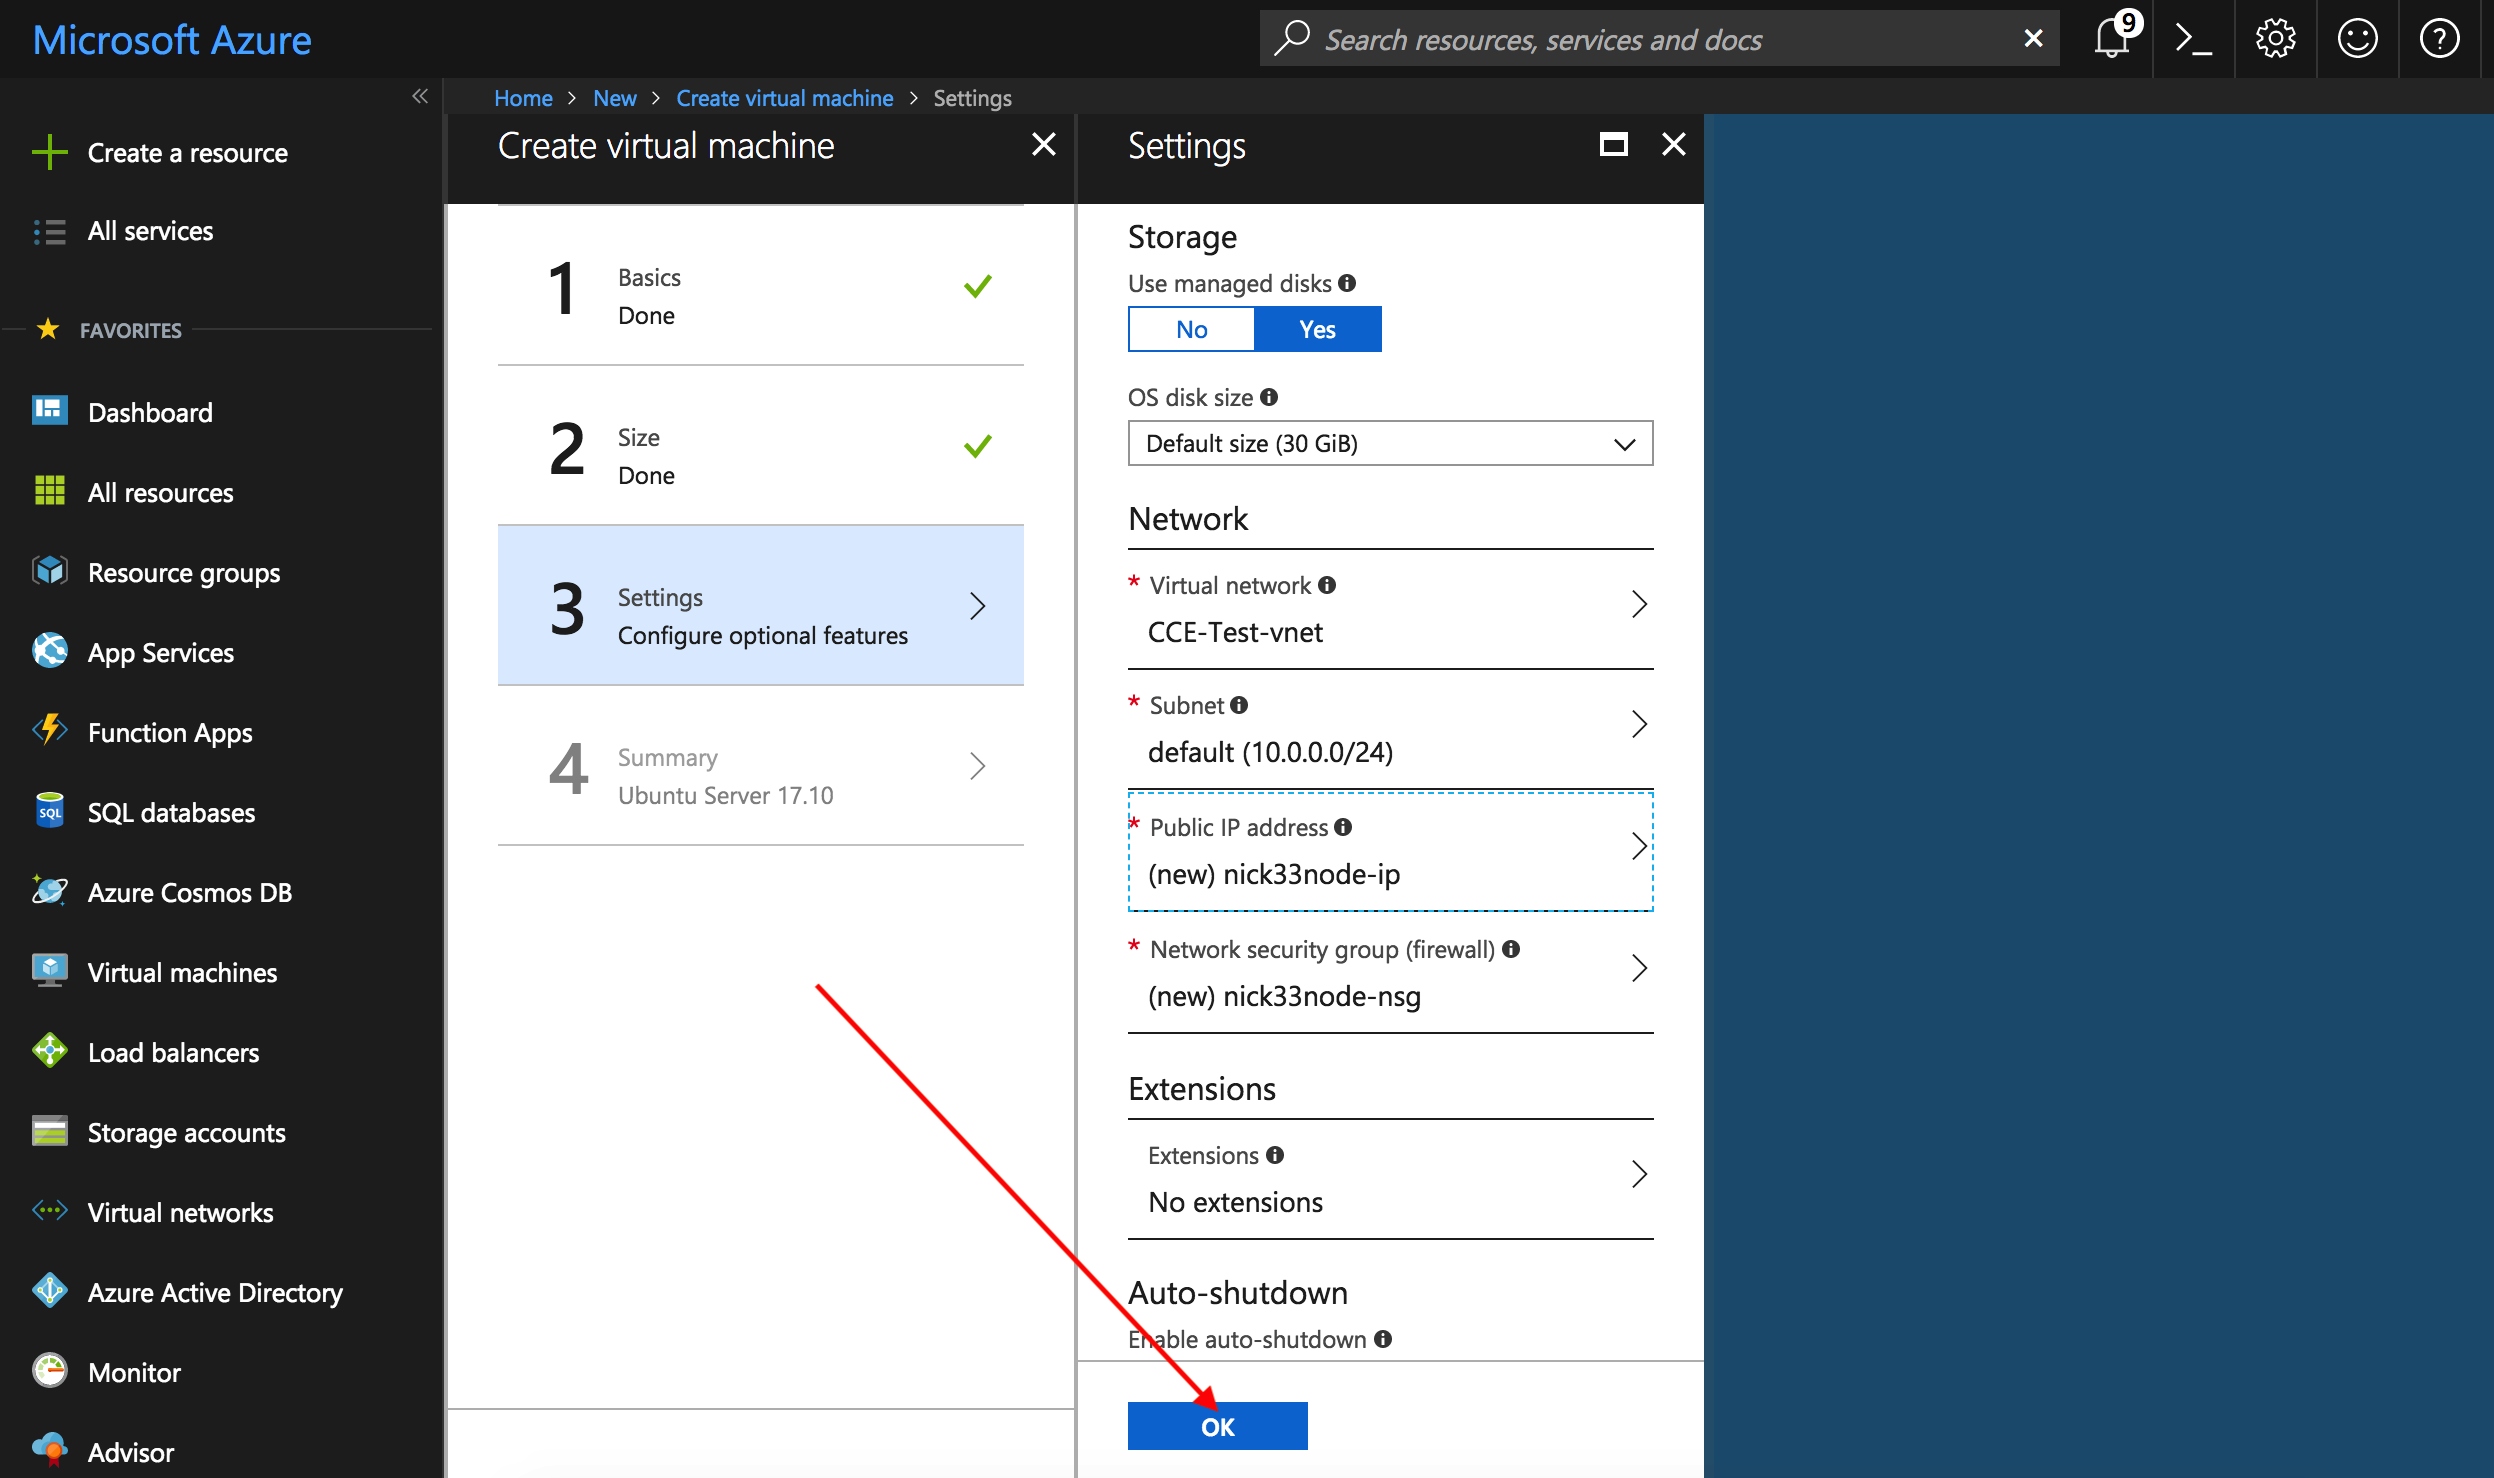 Microsoft Azure
Search resources, services and docs
9
Home > New > Create virtual machine > Settings
Create a resource
All services
FAVORITES
Dashboard
All resources
Resource groups
App Services
Function Apps
SQL databases
Azure Cosmos DB
Virtual machines
Load balancers
Storage accounts
Virtual networks
Azure Active Directory
Monitor
Advisor
Create virtual machine
1
Basics
Done
2
Size
Done
3
Settings
Configure optional features
4
Summary
Ubuntu Server 17.10
Settings
Storage
Use managed disks
No Yes
OS disk size
Default size (30 GiB)
Network
* Virtual network
CCE-Test-vnet
* Subnet
default (10.0.0.0/24)
* Public IP address
(new) nick33node-ip
* Network security group (firewall)
(new) nick33node-nsg
Extensions
Extensions
No extensions
Auto-shutdown
Enable auto-shutdown
OK